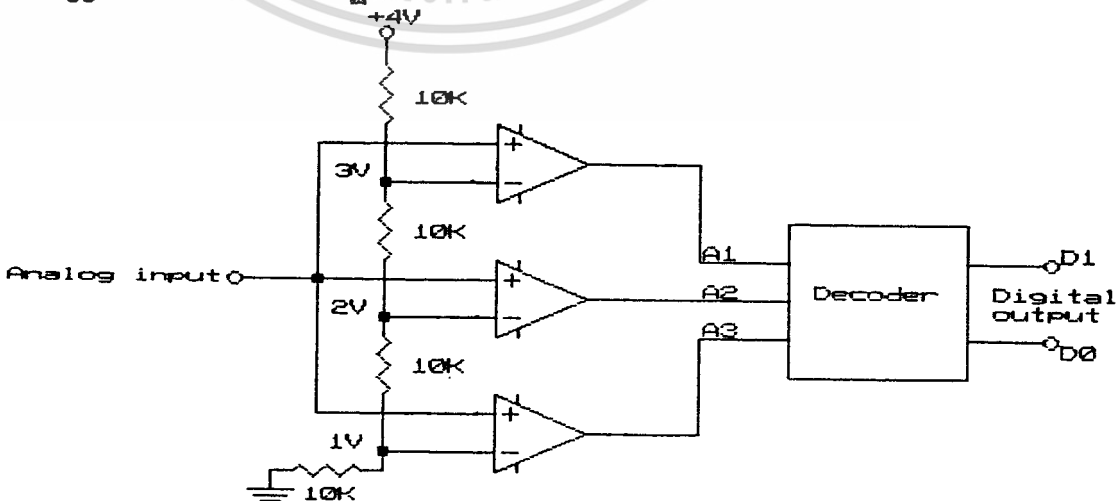 +4V
10K
3V
10K
A1
Analog input
A2
Decoder
D1
Digital
output
2V
A3
D0
10K
1V
10K